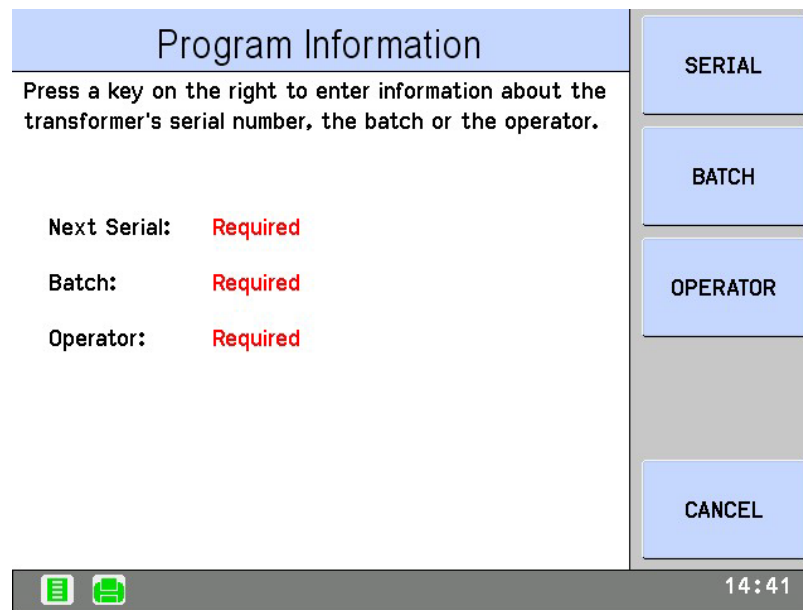 Program Information
Press a key on the right to enter information about the
transformer's serial number, the batch or the operator.
Next Serial: Required
Batch: Required
Operator: Required
SERIAL
BATCH
OPERATOR
CANCEL
14:41